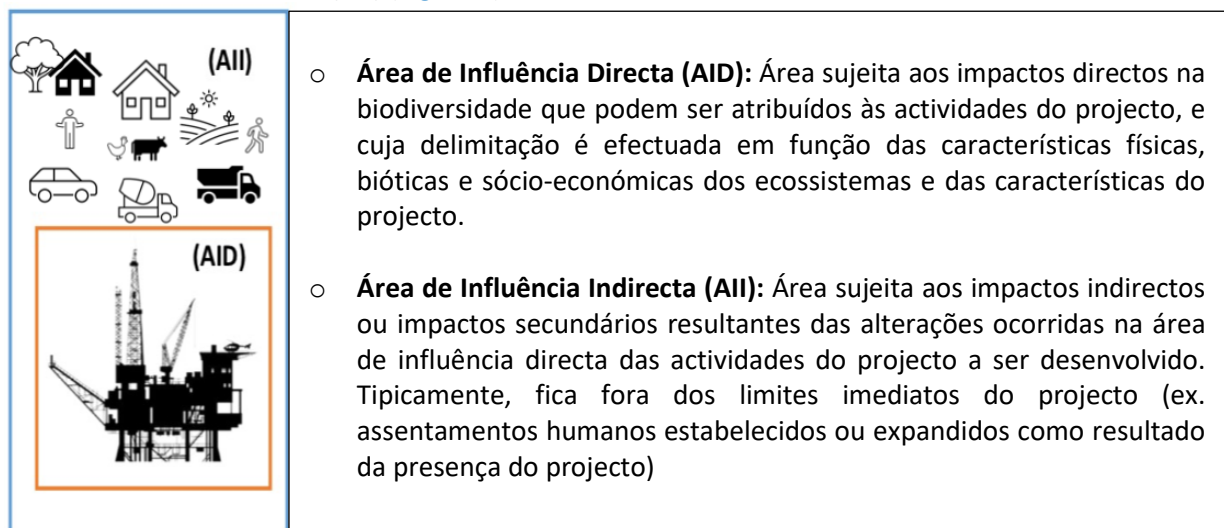 (AII)
(AID)
o Área de Influência Directa (AID): Área sujeita aos impactos directos na
biodiversidade que podem ser atribuídos às actividades do projecto, e
cuja delimitação é efectuada em função das características físicas,
bióticas e sócio-económicas dos ecossistemas e das características do
projecto.
o Área de Influência Indirecta (AII): Área sujeita aos impactos indirectos
ou impactos secundários resultantes das alterações ocorridas na área
de influência directa das actividades do projecto a ser desenvolvido.
Tipicamente, fica fora dos limites imediatos do projecto (ex.
assentamentos humanos estabelecidos ou expandidos como resultado
da presença do projecto)